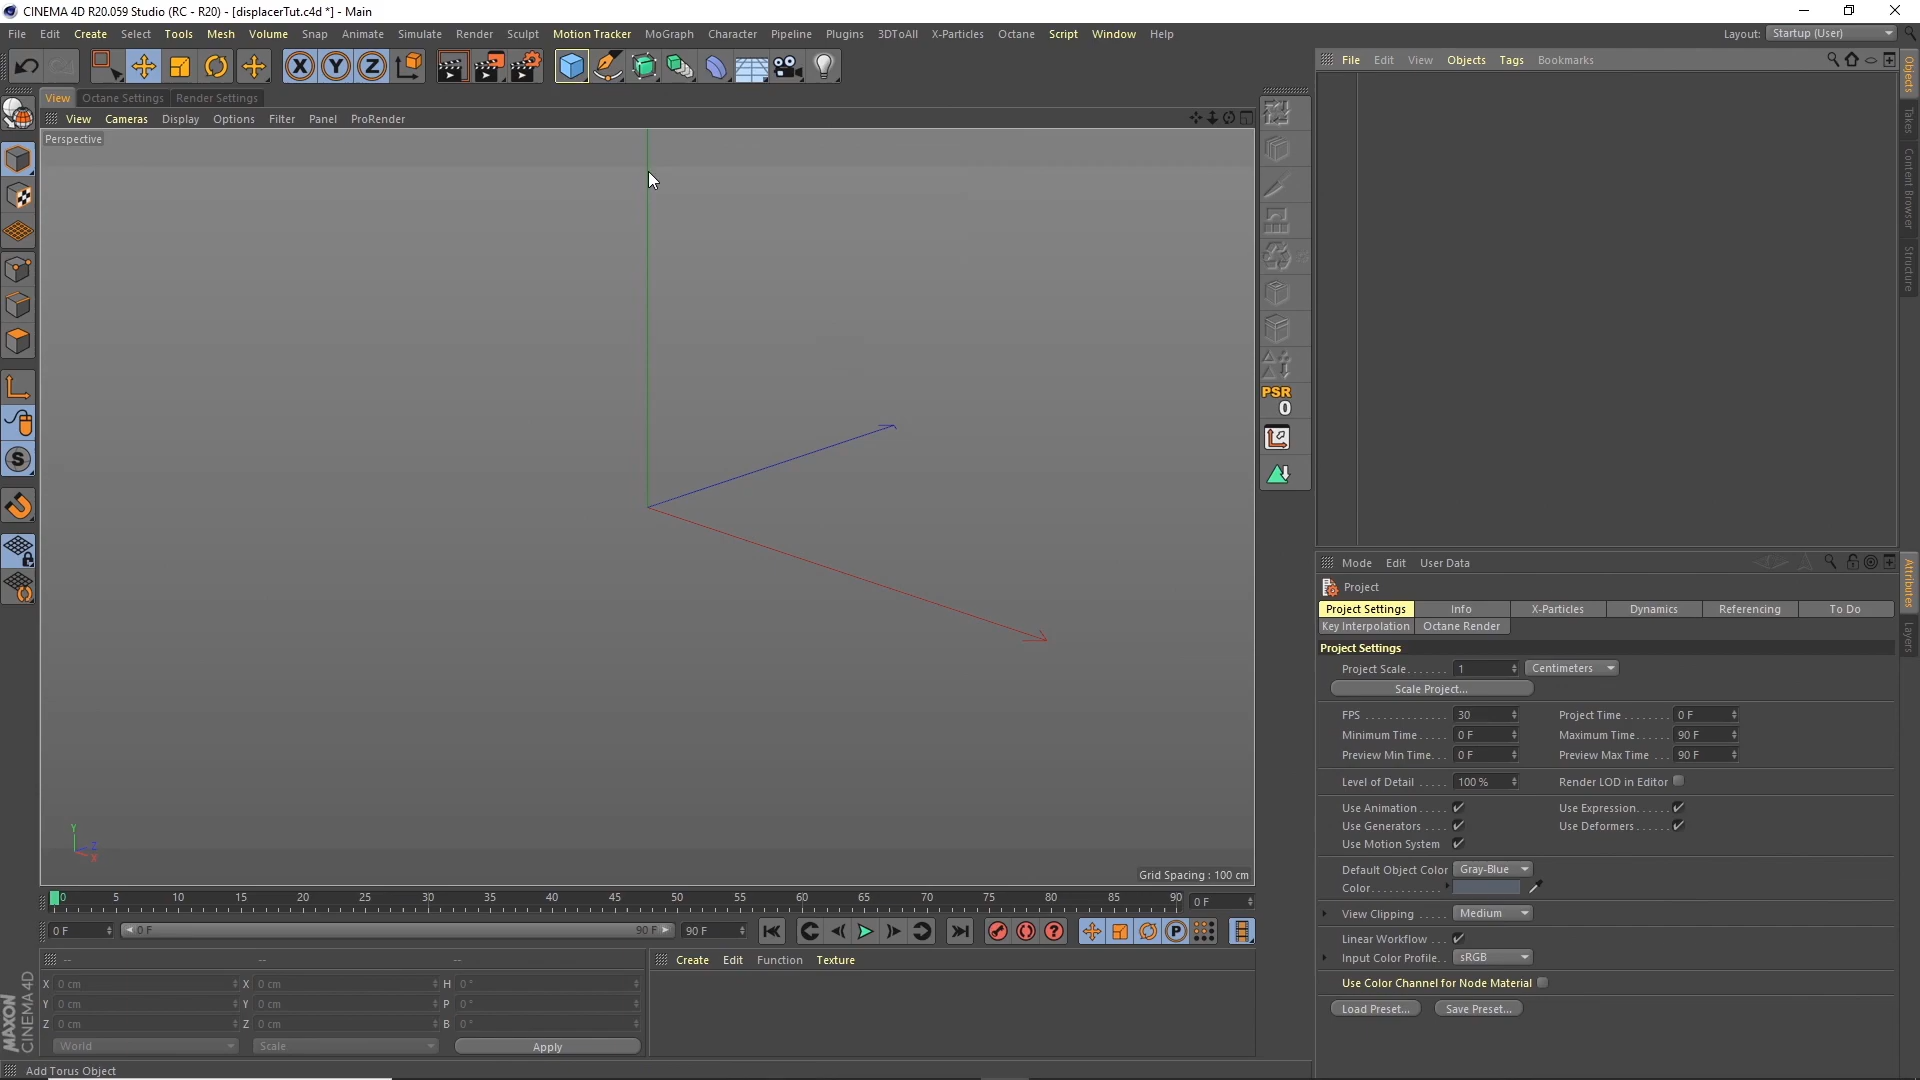 CINEMA 4D R20.059 Studio (RC - R20) - [displacerTut.c4d *] - Main
File Edit Create Select Tools Mesh Volume Snap Animate Simulate Render Sculpt Motion Tracker MoGraph Character Pipeline Plugins 3DToAll X-Particles Octane Script Window Help
Layout: Startup (User)
X Y Z
File Edit View Objects Tags Bookmarks
View Octane Settings Render Settings
View Cameras Display Options Filter Panel ProRender
Perspective
Objects
Takes
Content Browser
Structure
PSR
0
S
Y
Z
X
Grid Spacing : 100 cm
0 5 10 15 20 25 30 35 40 45 50 55 60 65 70 75 80 85 90 0 F
0 F 0 F 90 F 90 F
P
-- -- --
X 0 cm X 0 cm H 0 °
Y 0 cm Y 0 cm P 0 °
Z 0 cm Z 0 cm B 0 °
World Scale Apply
Create Edit Function Texture
MAXON
CINEMA 4D
Add Torus Object
Mode Edit User Data
Project
Project Settings Info X-Particles Dynamics Referencing To Do
Key Interpolation Octane Render
Project Settings
Project Scale....... 1 Centimeters
Scale Project...
FPS .............. 30 Project Time ........ 0 F
Minimum Time..... 0 F Maximum Time...... 90 F
Preview Min Time... 0 F Preview Max Time ... 90 F
Level of Detail ..... 100 % Render LOD in Editor
Use Animation .... Use Expression......
Use Generators .... Use Deformers......
Use Motion System
Default Object Color Gray-Blue
Color............
View Clipping ..... Medium
Linear Workflow ...
Input Color Profile.. sRGB
Use Color Channel for Node Material
Load Preset... Save Preset...
Attributes
Layers